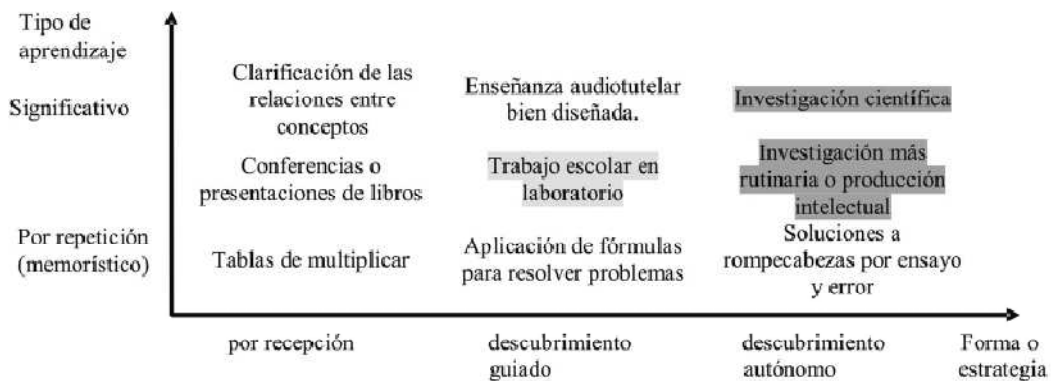 Tipo de
aprendizaje
Significativo
Clarificación de las
relaciones entre
conceptos
Enseñanza audiotutelar
bien diseñada.
Investigación científica
Conferencias o
presentaciones de libros
Trabajo escolar en
laboratorio
Investigación más
rutinaria o producción
intelectual
Por repetición
(memorístico)
Tablas de multiplicar
Aplicación de fórmulas
para resolver problemas
Soluciones a
rompecabezas por ensayo
y error
por recepción
descubrimiento
guiado
descubrimiento
autónomo
Forma o
estrategia